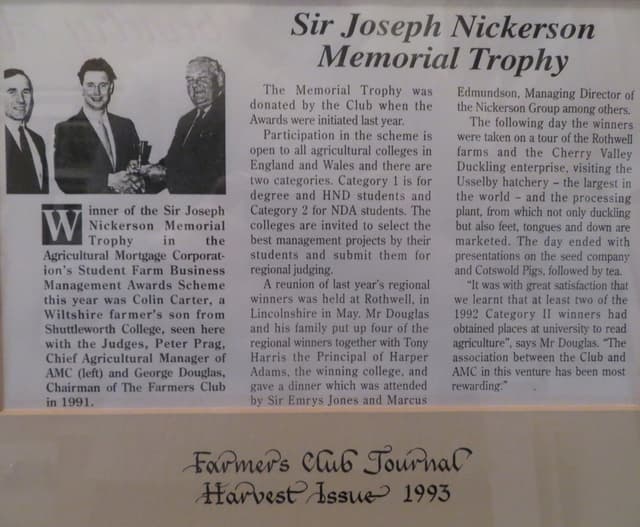 Sir Joseph Nickerson
Memorial Trophy
Winner of the Sir Joseph
Nickerson Memorial
Trophy in the
Agricultural Mortgage Corporat-
ion's Student Farm Business
Management Awards Scheme
this year was Colin Carter, a
Wiltshire farmer's son from
Shuttleworth College, seen here
with the Judges, Peter Prag,
Chief Agricultural Manager of
AMC (left) and George Douglas,
Chairman of The Farmers Club
in 1991.
The Memorial Trophy was
donated by the Club when the
Awards were initiated last year.
Participation in the scheme is
open to all agricultural colleges in
England and Wales and there are
two categories. Category 1 is for
degree and HND students and
Category 2 for NDA students. The
colleges are invited to select the
best management projects by their
students and submit them for
regional judging.
A reunion of last year's regional
winners was held at Rothwell, in
Lincolnshire in May. Mr Douglas
and his family put up four of the
regional winners together with Tony
Harris the Principal of Harper
Adams, the winning college, and
gave a dinner which was attended
by Sir Emrys Jones and Marcus
Edmundson, Managing Director of
the Nickerson Group among others.
The following day the winners
were taken on a tour of the Rothwell
farms and the Cherry Valley
Duckling enterprise, visiting the
Usselby hatchery – the largest in
the world – and the processing
plant, from which not only duckling
but also feet, tongues and down are
marketed. The day ended with
presentations on the seed company
and Cotswold Pigs, followed by tea.
"It was with great satisfaction that
we learnt that at least two of the
1992 Category II winners had
obtained places at university to read
agriculture", says Mr Douglas. "The
association between the Club and
AMC in this venture has been most
rewarding."
Farmer's Club Journal
Harvest Issue 1993